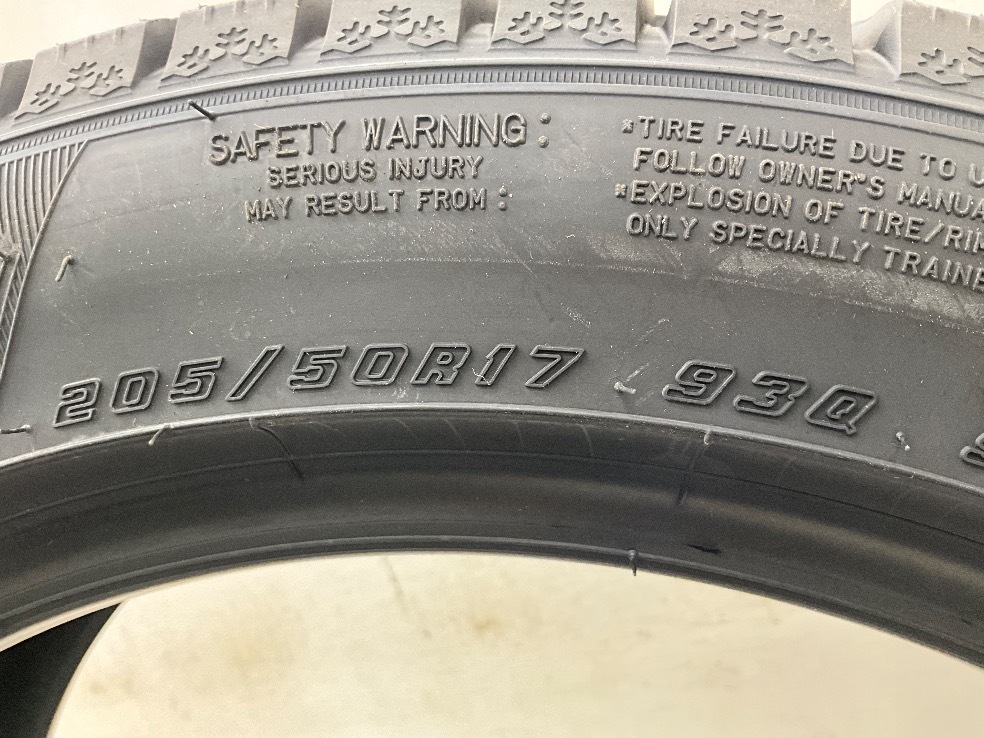 SAFETY WARNING:
SERIOUS INJURY
MAY RESULT FROM:
*TIRE FAILURE DUE TO
FOLLOW OWNER'S
*EXPLOSION OF TIRE/
ONLY SPECIALLY
205/50R17 93Q